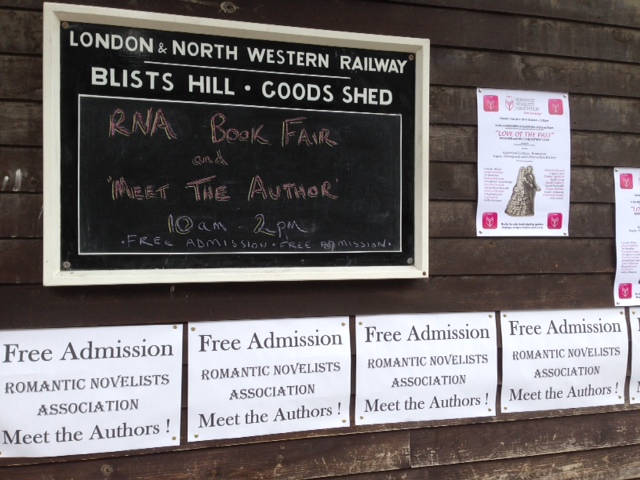 LONDON & NORTH WESTERN RAILWAY
BLISTS HILL • GOODS SHED
RNA BOOK FAIR
and
"MEET THE AUTHOR"
10am - 2pm
• FREE ADMISSION • FREE ADMISSION •
"LOVE OF THE PAST"
Free Admission
ROMANTIC NOVELISTS
ASSOCIATION
Meet the Authors !
Free Admission
ROMANTIC NOVELISTS
ASSOCIATION
Meet the Authors !
Free Admission
ROMANTIC NOVELISTS
ASSOCIATION
Meet the Authors !
Free Admission
ROMANTIC NOVELISTS
ASSOCIATION
Meet the Authors !